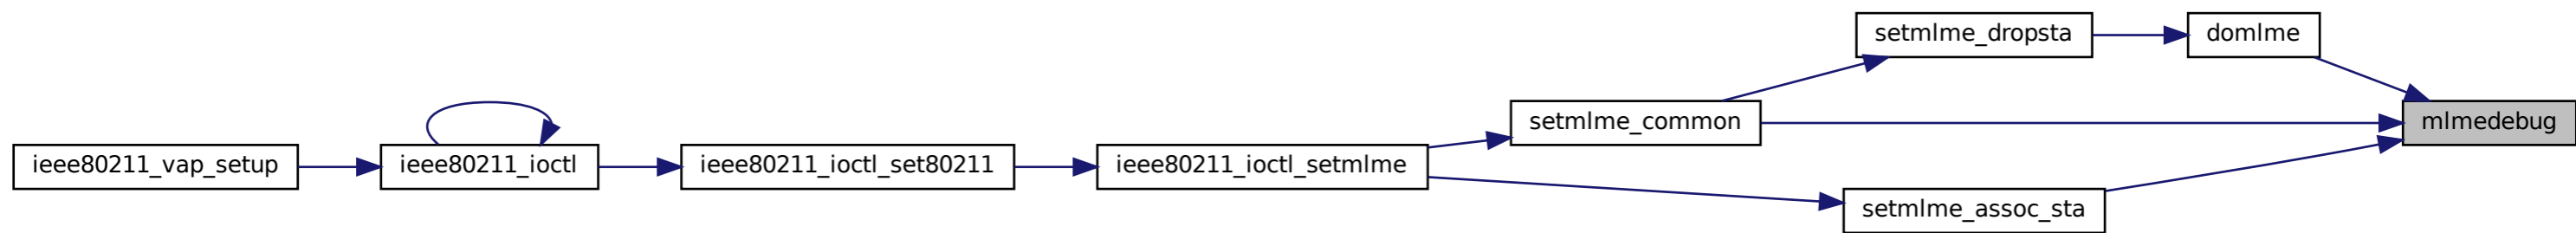 setmlme_dropsta
domlme
setmlme_common
mlmedebug
ieee80211_vap_setup
ieee80211_ioctl
ieee80211_ioctl_set80211
ieee80211_ioctl_setmlme
setmlme_assoc_sta